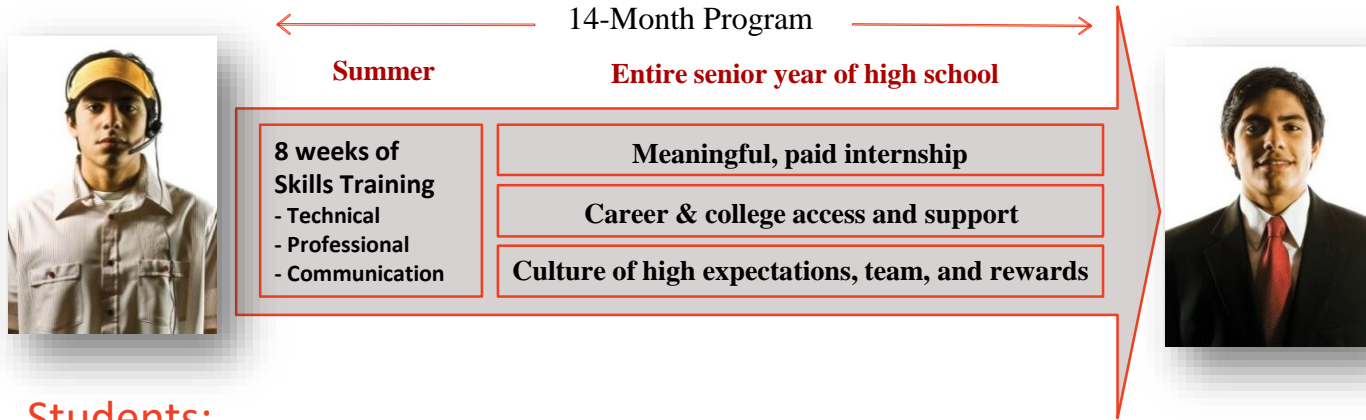 14-Month Program
Summer
Entire senior year of high school
8 weeks of
Skills Training
- Technical
- Professional
- Communication
Meaningful, paid internship
Career & college access and support
Culture of high expectations, team, and rewards
Students: